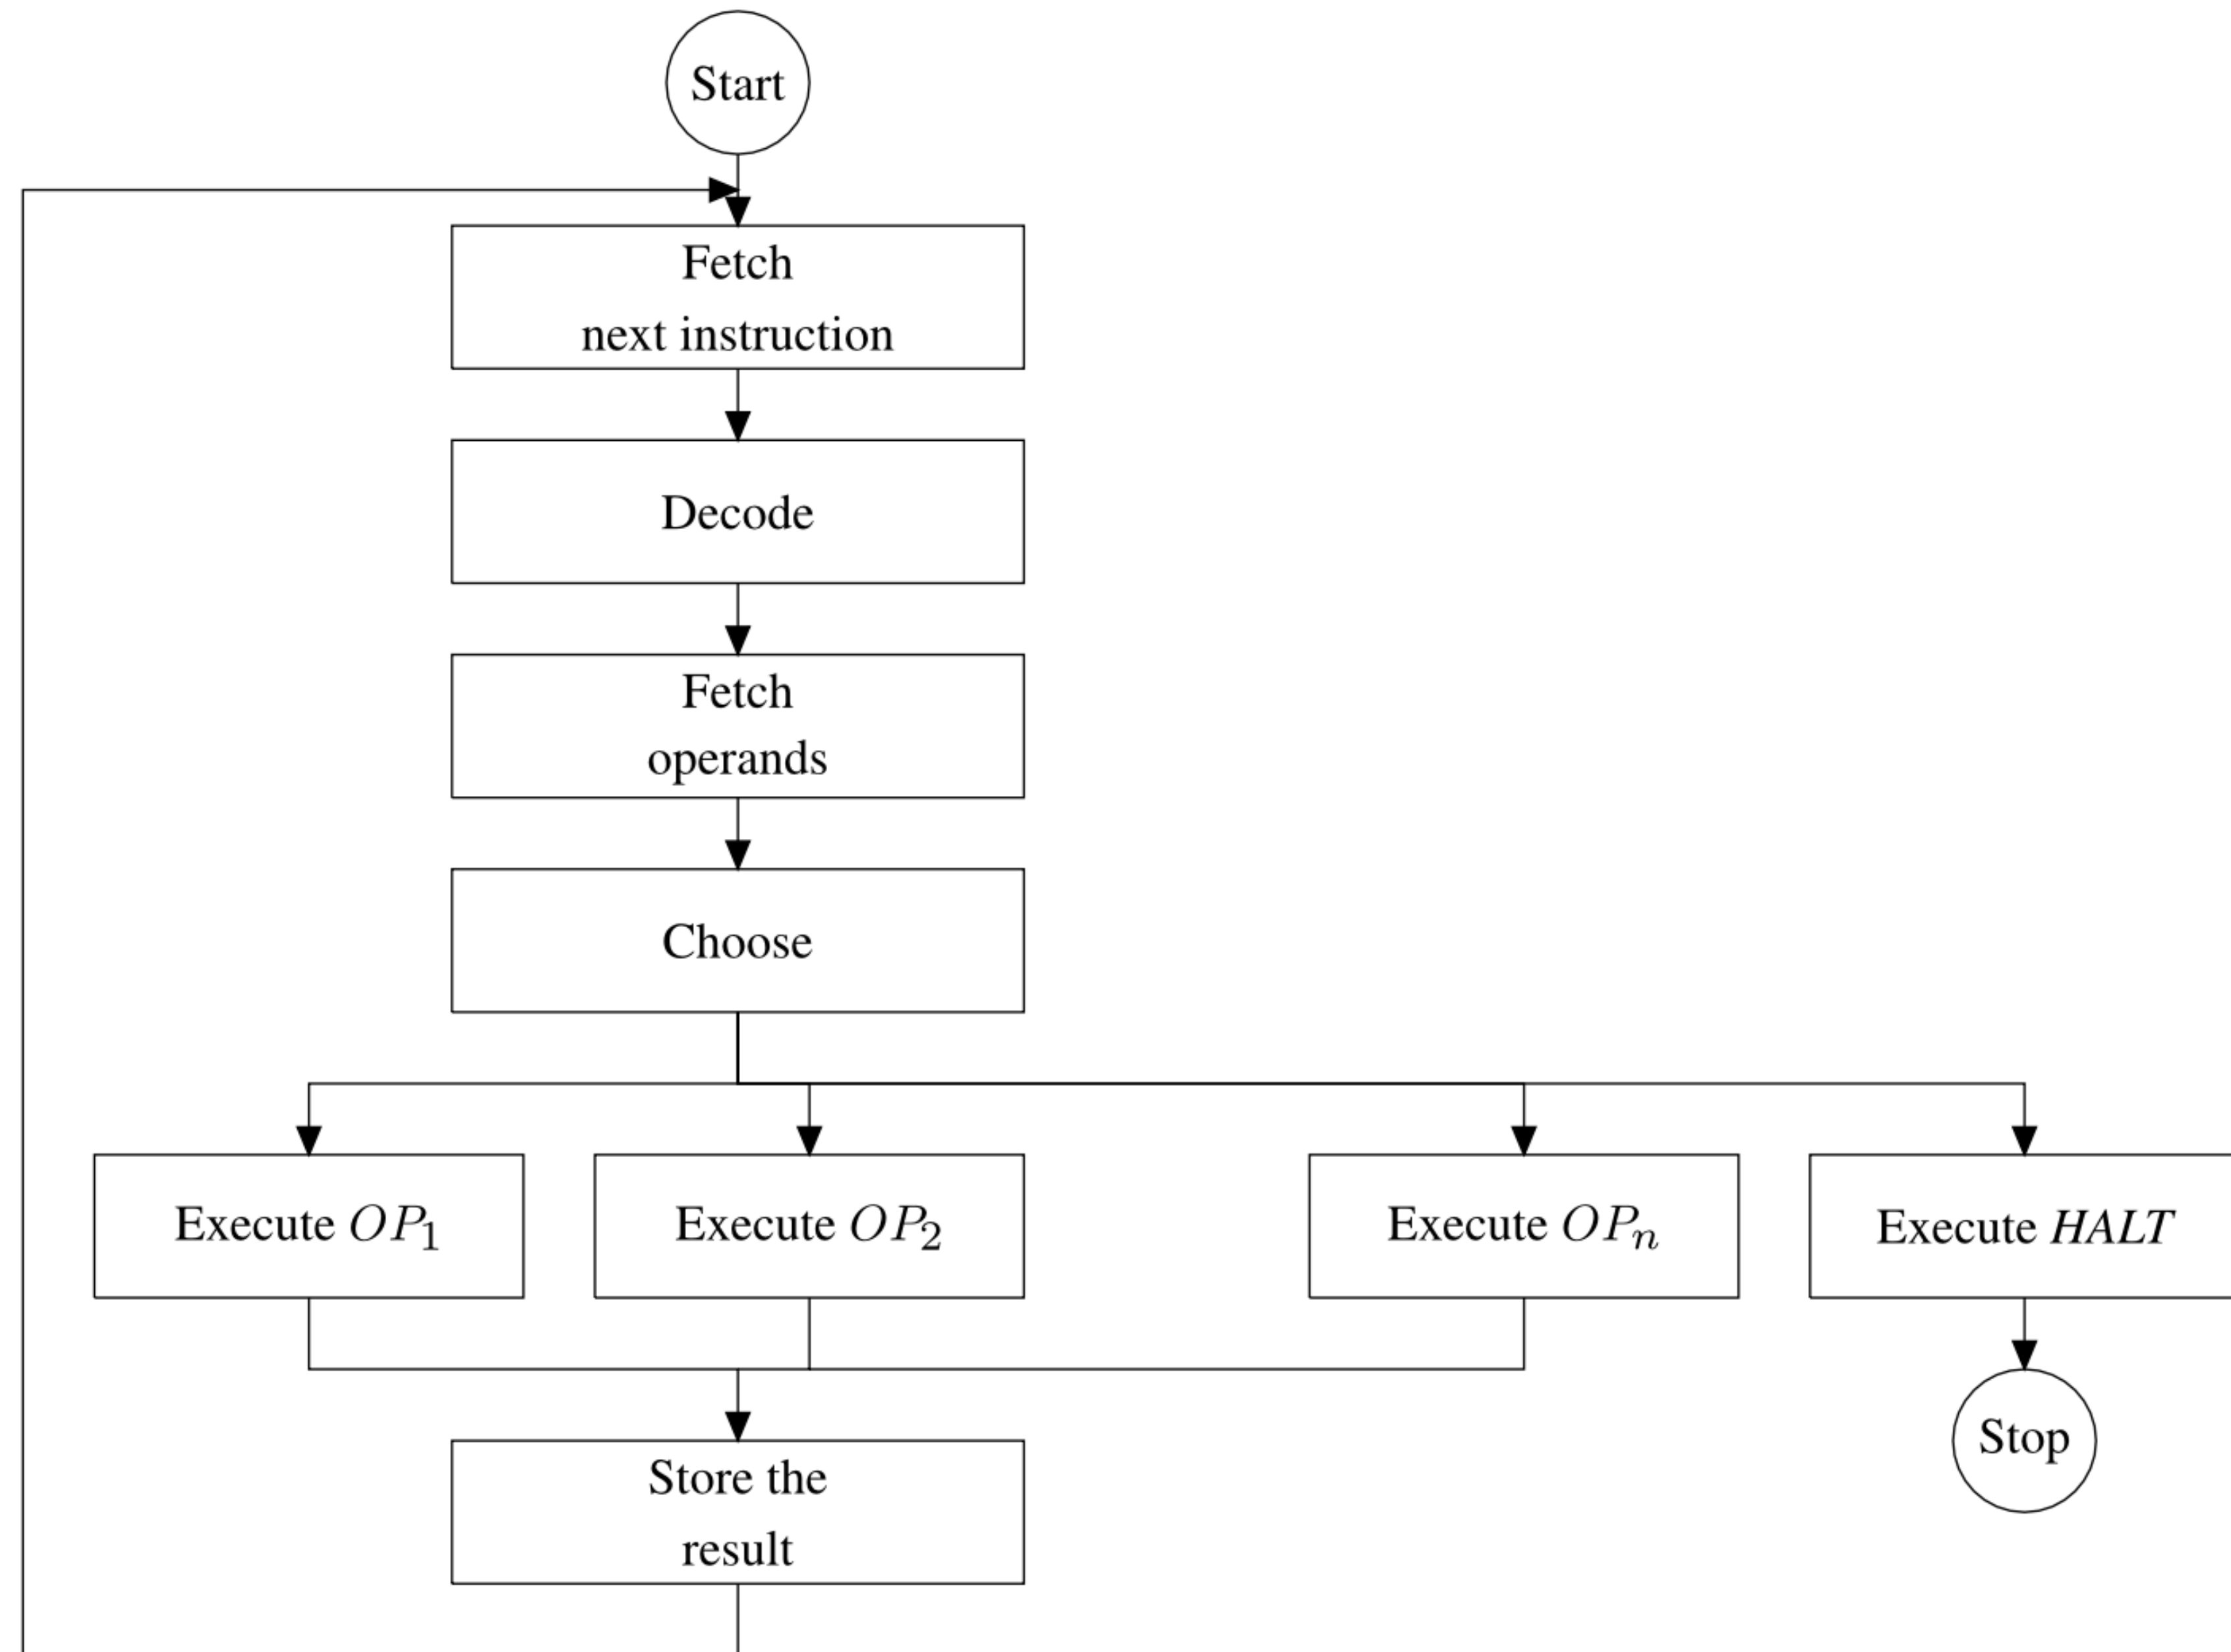 Start
Fetch
next instruction
Decode
Fetch
operands
Choose
Execute OP₁
Execute OP₂
Execute OPₙ
Execute HALT
Store the
result
Stop